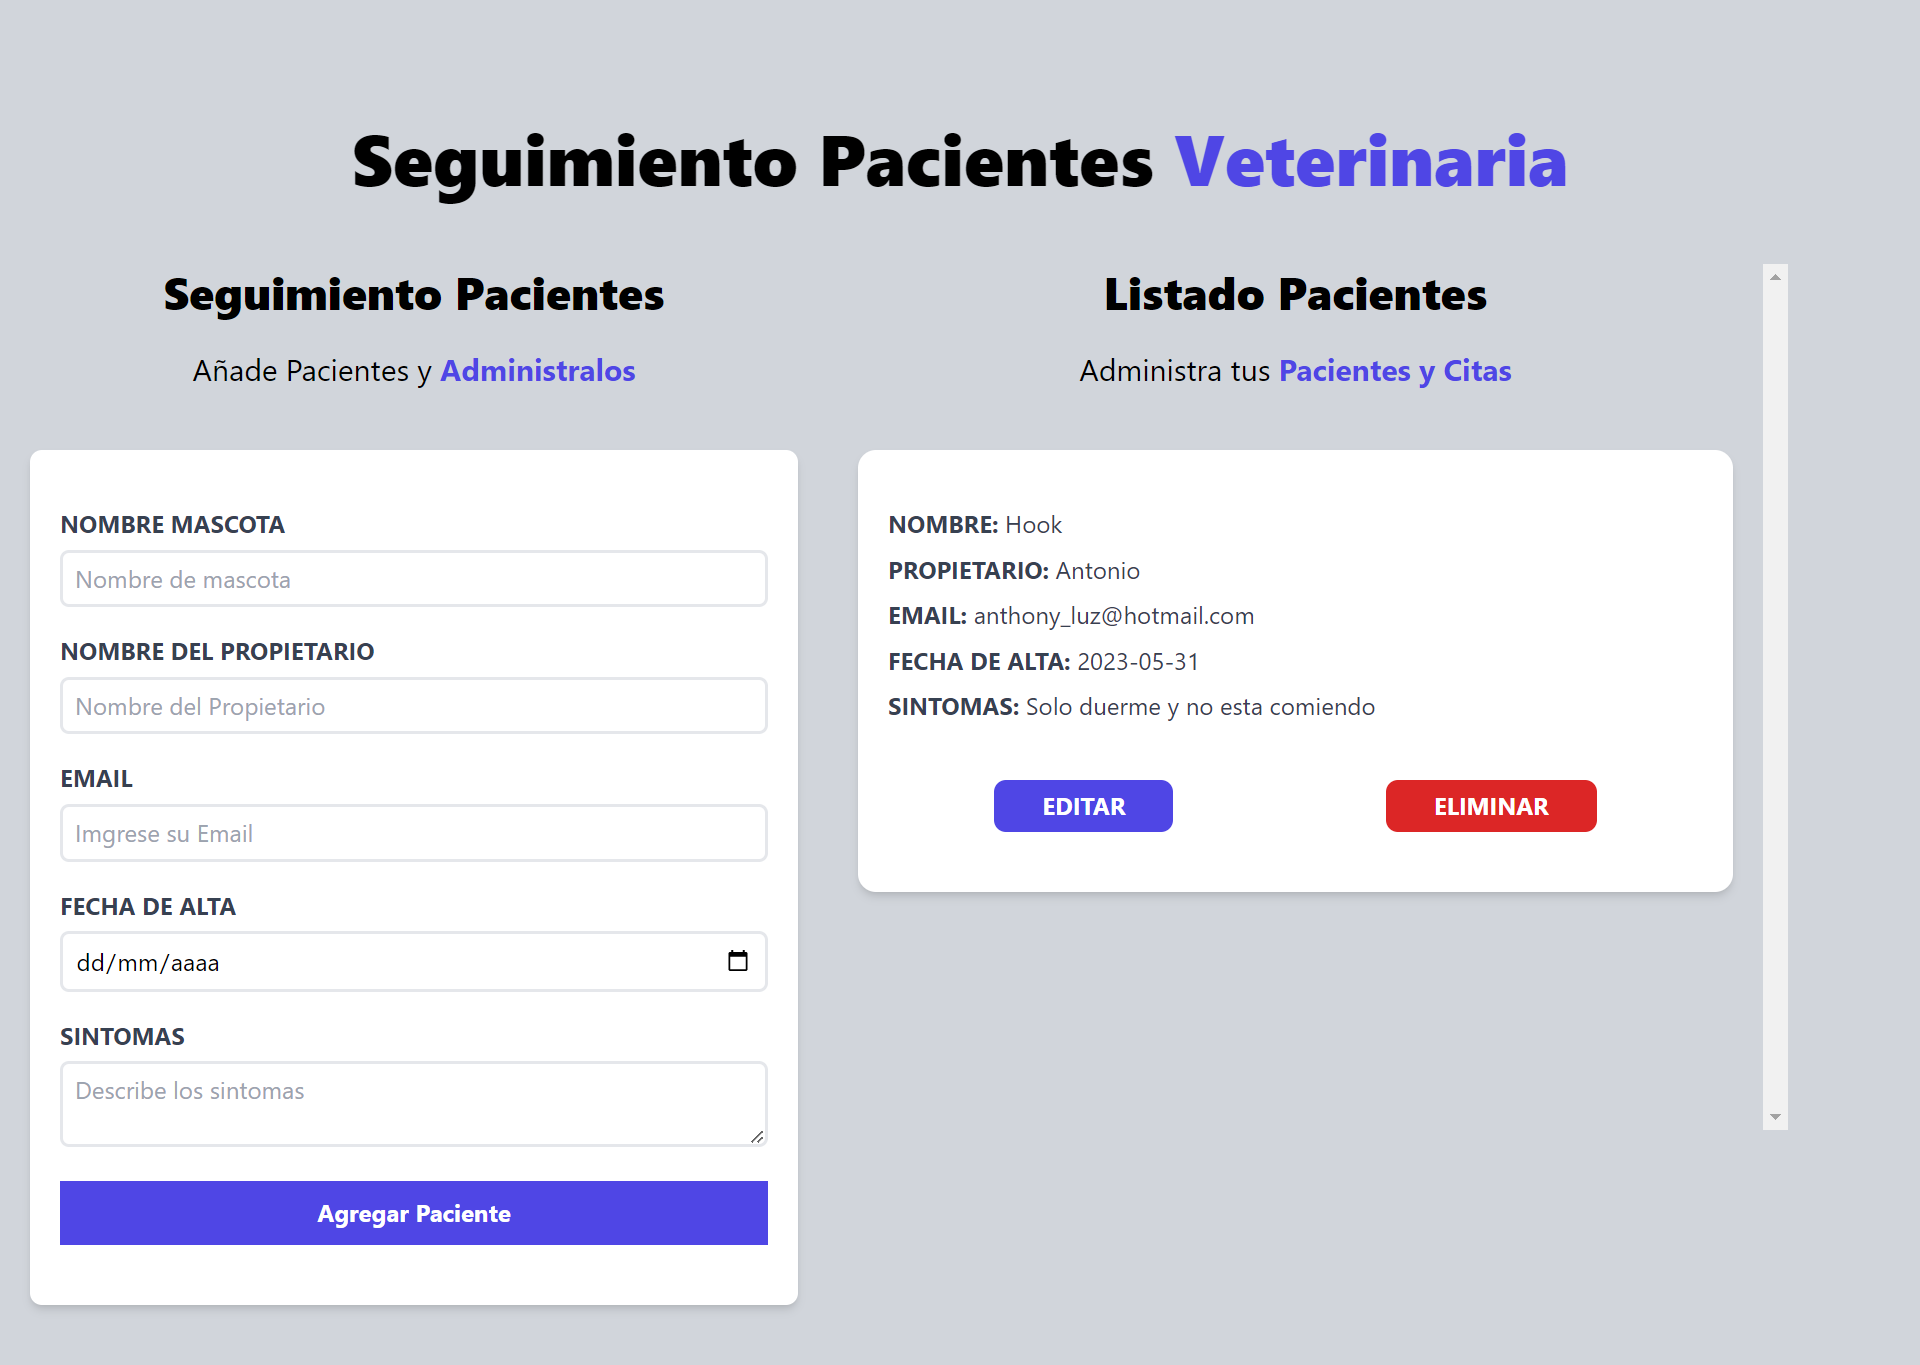 Seguimiento Pacientes Veterinaria
Seguimiento Pacientes
Añade Pacientes y Administralos
NOMBRE MASCOTA
Nombre de mascota
NOMBRE DEL PROPIETARIO
Nombre del Propietario
EMAIL
Imgrese su Email
FECHA DE ALTA
dd/mm/aaaa
SINTOMAS
Describe los sintomas
Agregar Paciente
Listado Pacientes
Administra tus Pacientes y Citas
NOMBRE: Hook
PROPIETARIO: Antonio
EMAIL: anthony_luz@hotmail.com
FECHA DE ALTA: 2023-05-31
SINTOMAS: Solo duerme y no esta comiendo
EDITAR
ELIMINAR